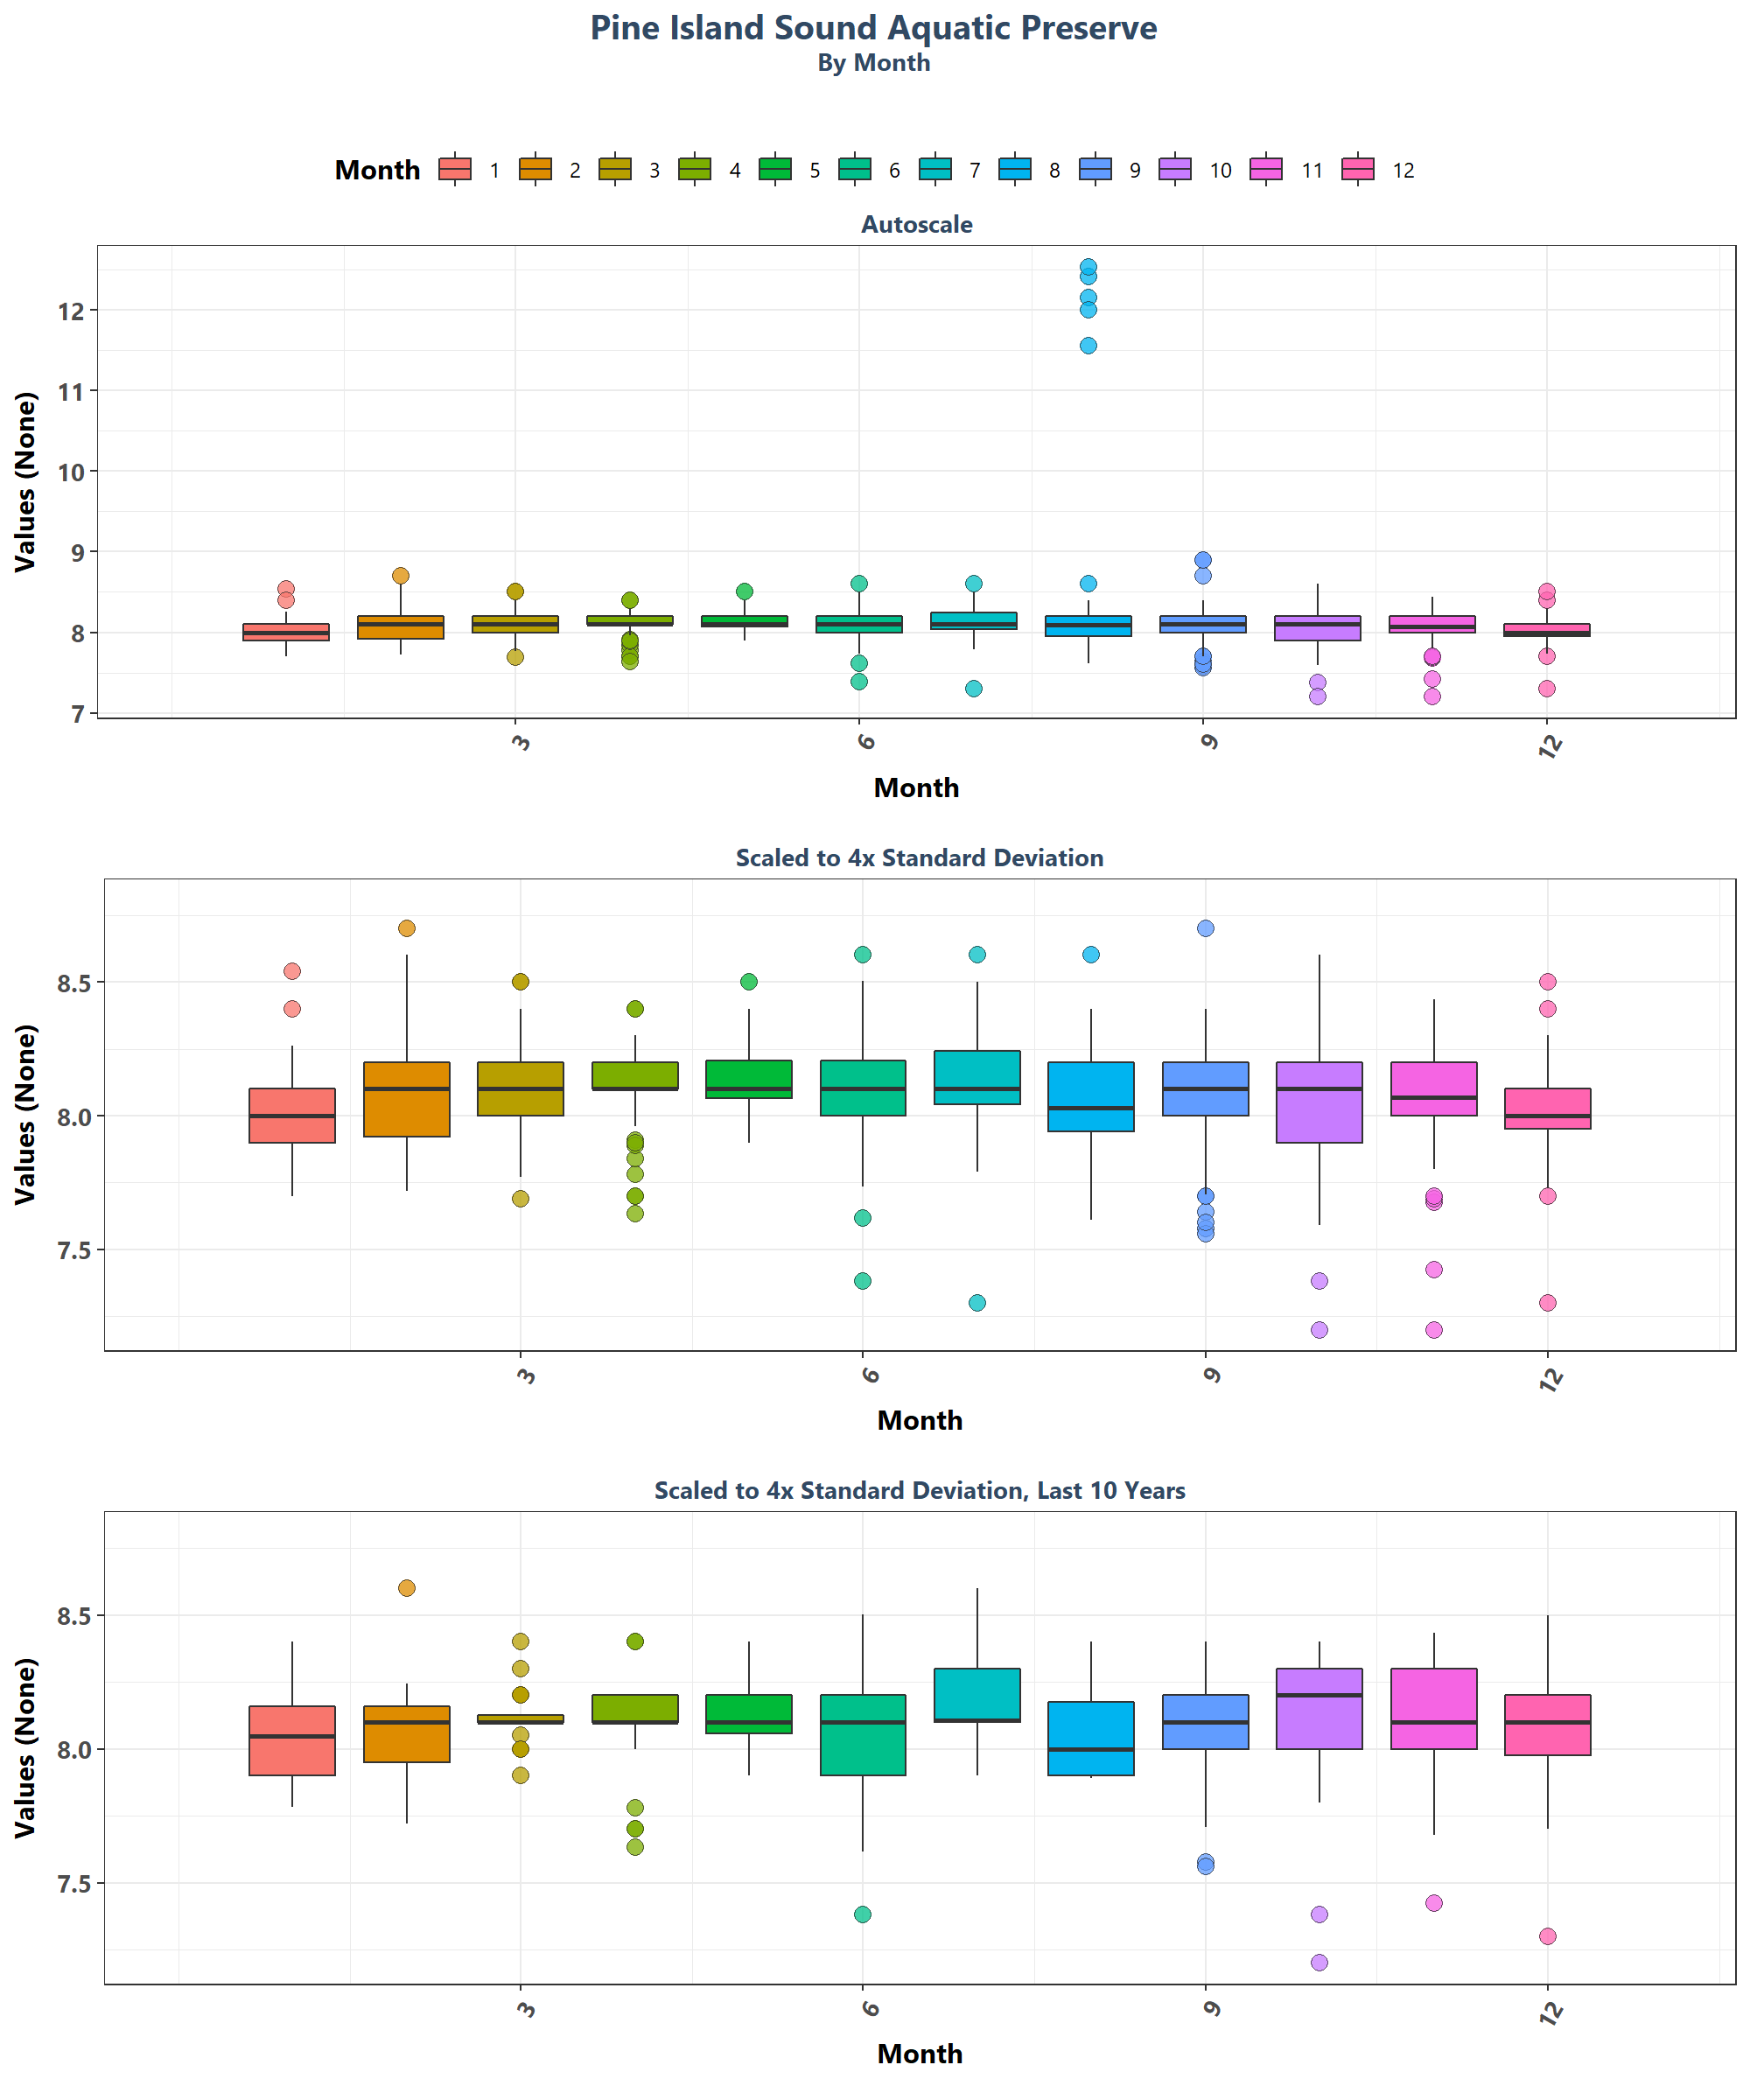 Pine Island Sound Aquatic Preserve
By Month
Month 1 2 3 4 5 6 7 8 9 10 11 12
Autoscale
Values (None)
12
11
10
9
8
7
3 6 9 12
Month
Scaled to 4x Standard Deviation
Values (None)
8.5
8.0
7.5
3 6 9 12
Month
Scaled to 4x Standard Deviation, Last 10 Years
Values (None)
8.5
8.0
7.5
3 6 9 12
Month